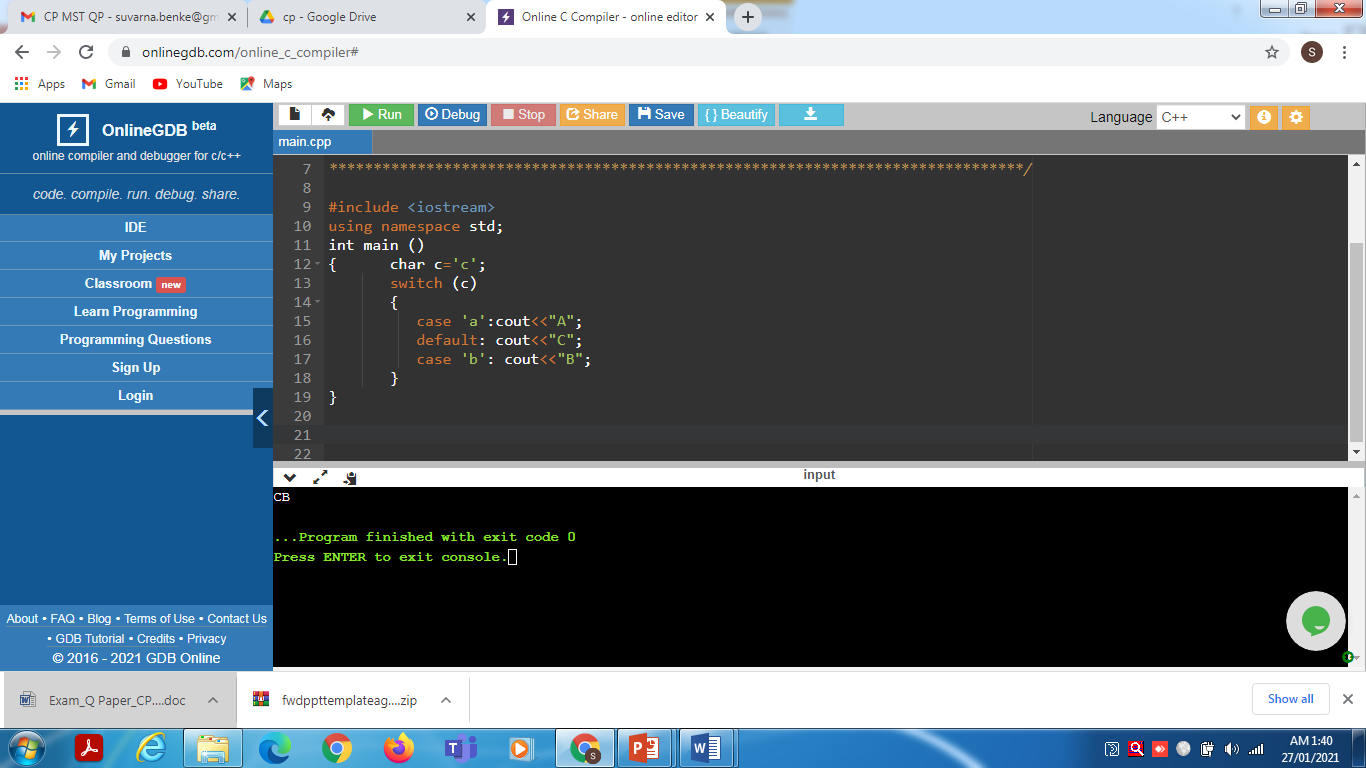 CP MST QP - suvarna.benke@gm
cp - Google Drive
Online C Compiler - online editor
onlinegdb.com/online_c_compiler#
S
Apps
Gmail
YouTube
Maps
OnlineGDB beta
online compiler and debugger for c/c++
code. compile. run. debug. share.
IDE
My Projects
Classroom new
Learn Programming
Programming Questions
Sign Up
Login
About • FAQ • Blog • Terms of Use • Contact Us
• GDB Tutorial • Credits • Privacy
© 2016 - 2021 GDB Online
Run
Debug
Stop
Share
Save
{ } Beautify
Language C++
main.cpp
7 *******************************************************************************/
8
9 #include <iostream>
10 using namespace std;
11 int main ()
12 { char c='c';
13 switch (c)
14 {
15 case 'a':cout<<"A";
16 default: cout<<"C";
17 case 'b': cout<<"B";
18 }
19 }
20
21
22
input
CB
...Program finished with exit code 0
Press ENTER to exit console.
Exam_Q Paper_CP....doc
fwdppttemplateag....zip
Show all
AM 1:40
27/01/2021